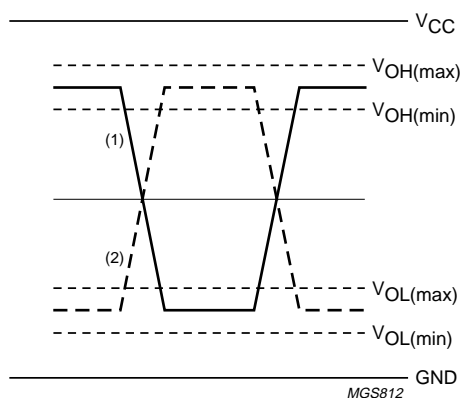 VCC
VOH(max)
VOH(min)
(1)
(2)
VOL(max)
VOL(min)
GND
MGS812